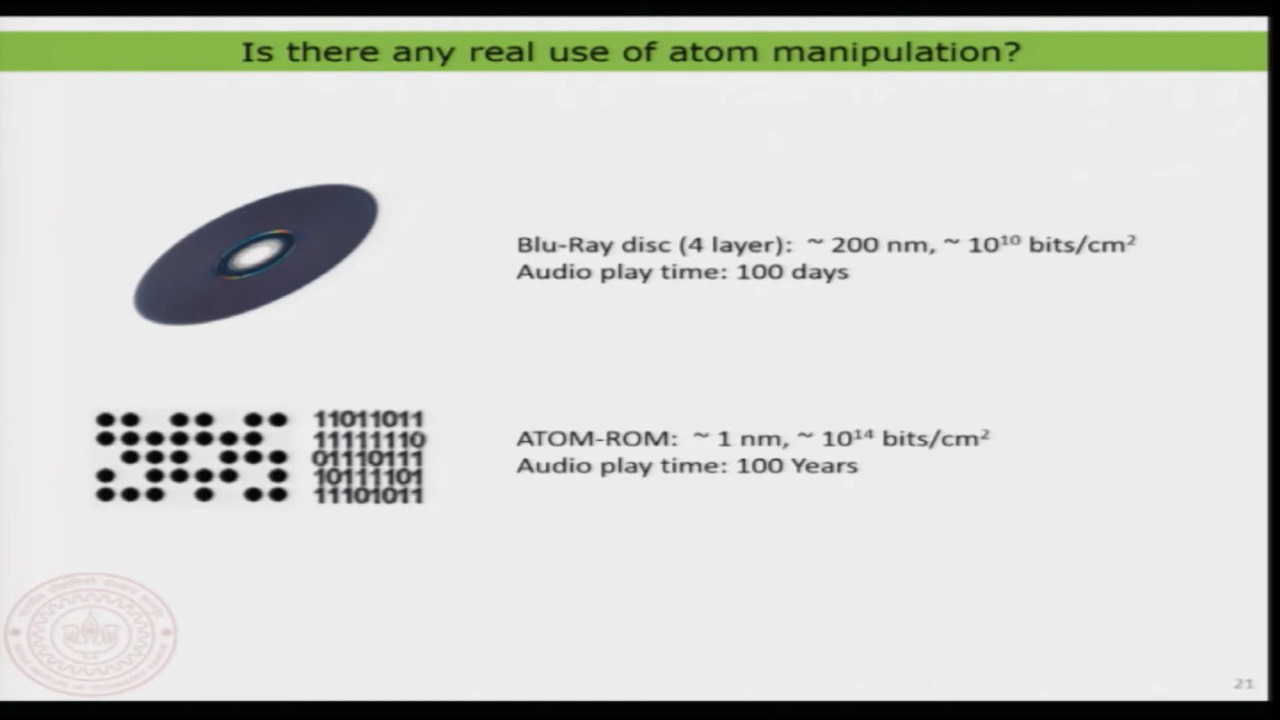 Is there any real use of atom manipulation?
Blu-Ray disc (4 layer): ~ 200 nm, ~ 10¹⁰ bits/cm²
Audio play time: 100 days
11011011
11111110
01110111
10111101
11101011
ATOM-ROM: ~ 1 nm, ~ 10¹⁴ bits/cm²
Audio play time: 100 Years
21